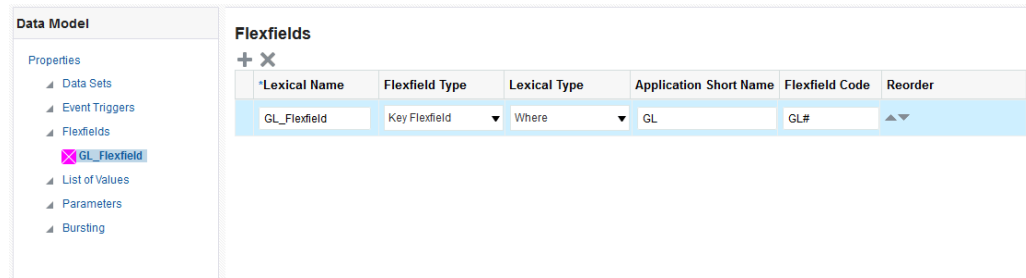 Data Model
Properties
Data Sets
Event Triggers
Flexfields
GL_Flexfield
List of Values
Parameters
Bursting
Flexfields
*Lexical Name Flexfield Type Lexical Type Application Short Name Flexfield Code Reorder
GL_Flexfield Key Flexfield Where GL GL#